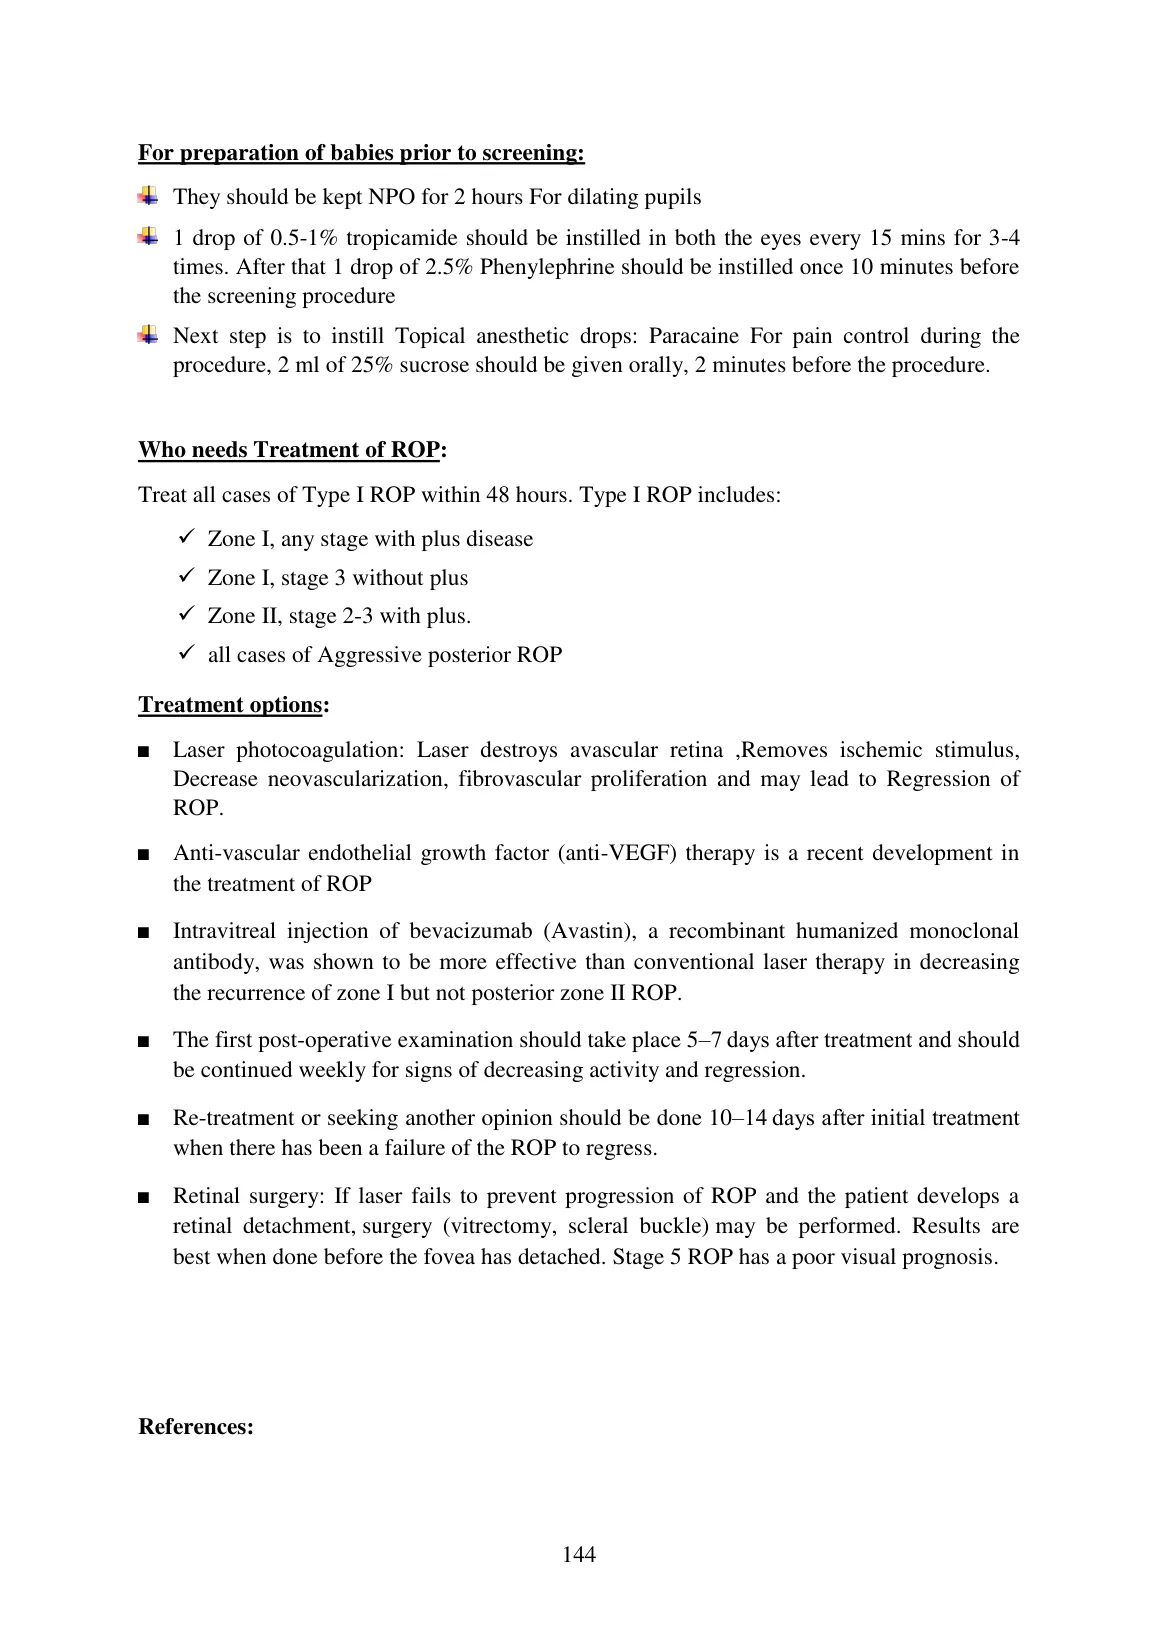 For preparation of babies prior to screening:
They should be kept NPO for 2 hours For dilating pupils
1 drop of 0.5-1% tropicamide should be instilled in both the eyes every 15 mins for 3-4
times. After that 1 drop of 2.5% Phenylephrine should be instilled once 10 minutes before
the screening procedure
Next step is to instill Topical anesthetic drops: Paracaine For pain control during the
procedure, 2 ml of 25% sucrose should be given orally, 2 minutes before the procedure.
Who needs Treatment of ROP:
Treat all cases of Type I ROP within 48 hours. Type I ROP includes:
✓ Zone I, any stage with plus disease
✓ Zone I, stage 3 without plus
✓ Zone II, stage 2-3 with plus.
✓ all cases of Aggressive posterior ROP
Treatment options:
■ Laser photocoagulation: Laser destroys avascular retina ,Removes ischemic stimulus,
Decrease neovascularization, fibrovascular proliferation and may lead to Regression of
ROP.
■ Anti-vascular endothelial growth factor (anti-VEGF) therapy is a recent development in
the treatment of ROP
■ Intravitreal injection of bevacizumab (Avastin), a recombinant humanized monoclonal
antibody, was shown to be more effective than conventional laser therapy in decreasing
the recurrence of zone I but not posterior zone II ROP.
■ The first post-operative examination should take place 5–7 days after treatment and should
be continued weekly for signs of decreasing activity and regression.
■ Re-treatment or seeking another opinion should be done 10–14 days after initial treatment
when there has been a failure of the ROP to regress.
■ Retinal surgery: If laser fails to prevent progression of ROP and the patient develops a
retinal detachment, surgery (vitrectomy, scleral buckle) may be performed. Results are
best when done before the fovea has detached. Stage 5 ROP has a poor visual prognosis.
References:
144